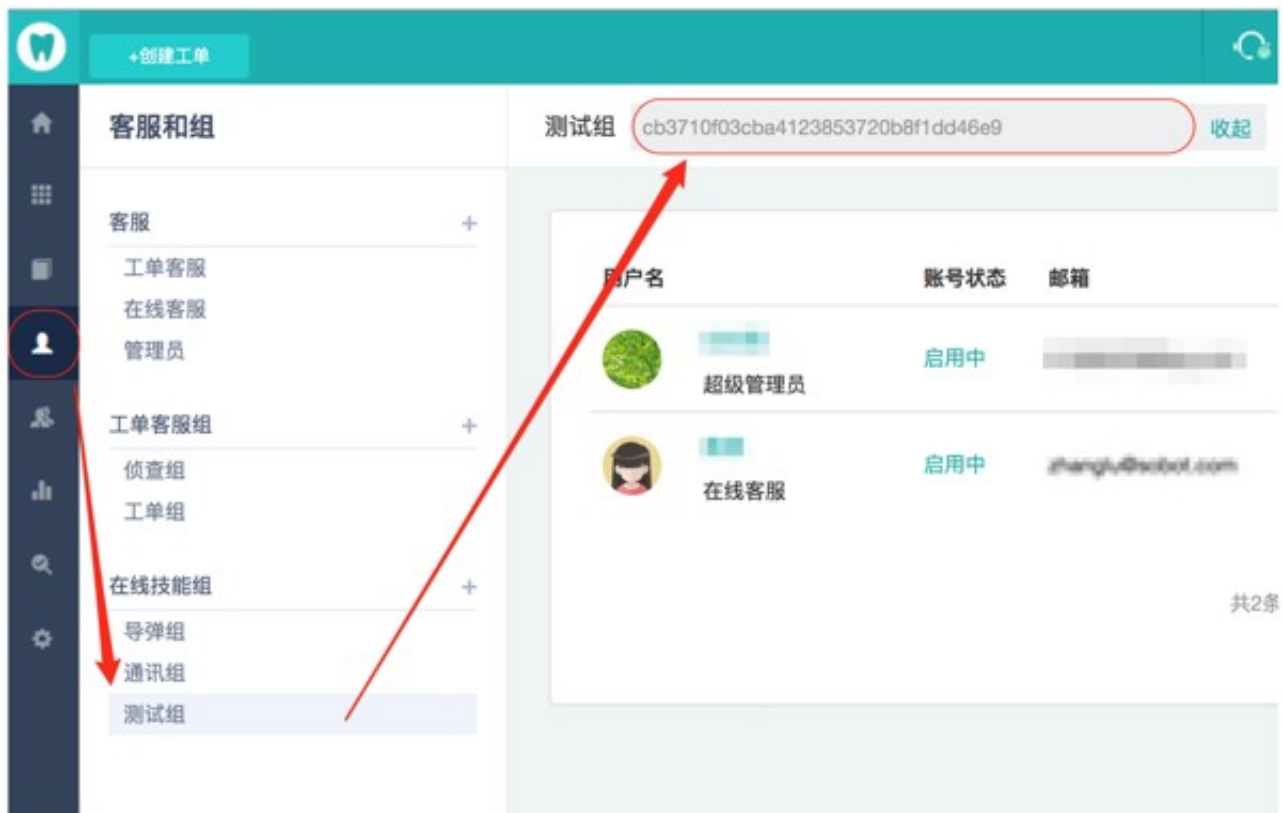 +创建工单
客服和组
测试组 cb3710f03cba4123853720b8f1dd46e9 收起
客服 +
工单客服
在线客服
管理员
工单客服组 +
侦查组
工单组
在线技能组 +
导弹组
通讯组
测试组
用户名 账号状态 邮箱
超级管理员 启用中
在线客服 启用中 zhanglu@sobot.com
共2条